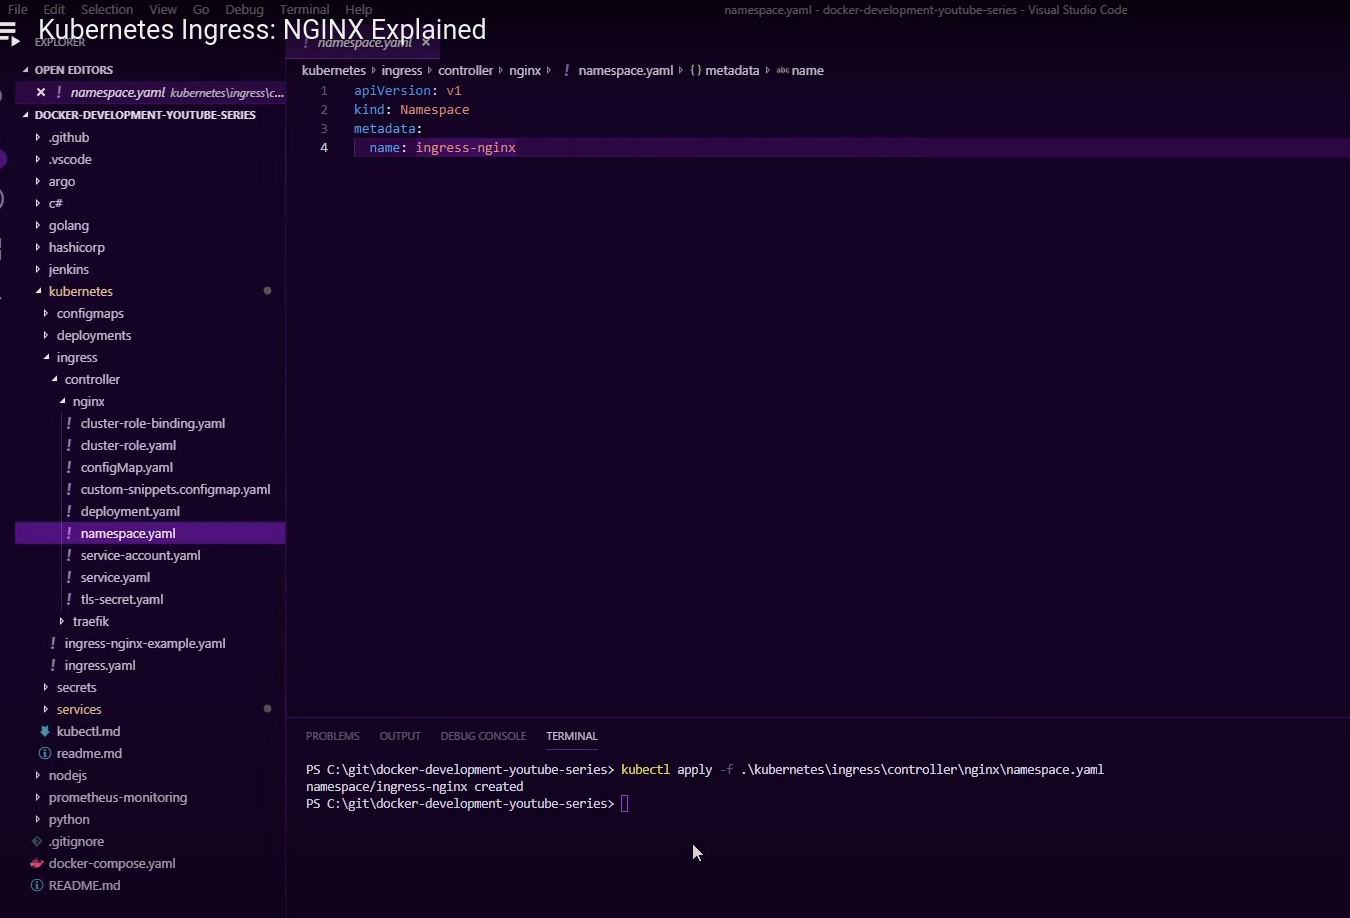 File Edit Selection View Go Debug Terminal Help
namespace.yaml - docker-development-youtube-series - Visual Studio Code
Kubernetes Ingress: NGINX Explained
EXPLORER
! namespace.yaml ×
OPEN EDITORS
× ! namespace.yaml kubernetes\ingress\c...
DOCKER-DEVELOPMENT-YOUTUBE-SERIES
.github
.vscode
argo
c#
golang
hashicorp
jenkins
kubernetes
configmaps
deployments
ingress
controller
nginx
! cluster-role-binding.yaml
! cluster-role.yaml
! configMap.yaml
! custom-snippets.configmap.yaml
! deployment.yaml
! namespace.yaml
! service-account.yaml
! service.yaml
! tls-secret.yaml
traefik
! ingress-nginx-example.yaml
! ingress.yaml
secrets
services
kubectl.md
readme.md
nodejs
prometheus-monitoring
python
.gitignore
docker-compose.yaml
README.md
kubernetes › ingress › controller › nginx › ! namespace.yaml › {} metadata › abc name
1 apiVersion: v1
2 kind: Namespace
3 metadata:
4   name: ingress-nginx
PROBLEMS OUTPUT DEBUG CONSOLE TERMINAL
PS C:\git\docker-development-youtube-series> kubectl apply -f .\kubernetes\ingress\controller\nginx\namespace.yaml
namespace/ingress-nginx created
PS C:\git\docker-development-youtube-series>